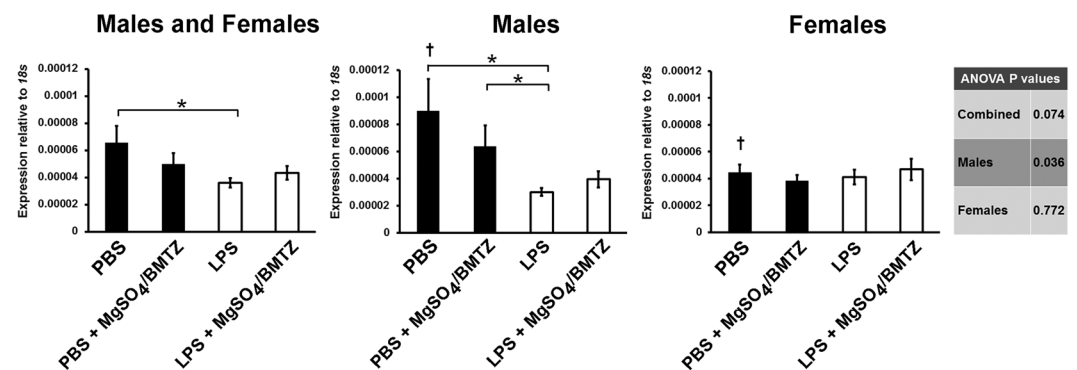 Males and Females
Expression relative to 18s
0.00012
0.0001
0.00008
0.00006
0.00004
0.00002
0
*
PBS
PBS + MgSO₄/BMTZ
LPS
LPS + MgSO₄/BMTZ
Males
Expression relative to 18s
0.00012
0.0001
0.00008
0.00006
0.00004
0.00002
0
†
*
*
PBS
PBS + MgSO₄/BMTZ
LPS
LPS + MgSO₄/BMTZ
Females
Expression relative to 18s
0.00012
0.0001
0.00008
0.00006
0.00004
0.00002
0
†
PBS
PBS + MgSO₄/BMTZ
LPS
LPS + MgSO₄/BMTZ
ANOVA P values
Combined 0.074
Males 0.036
Females 0.772